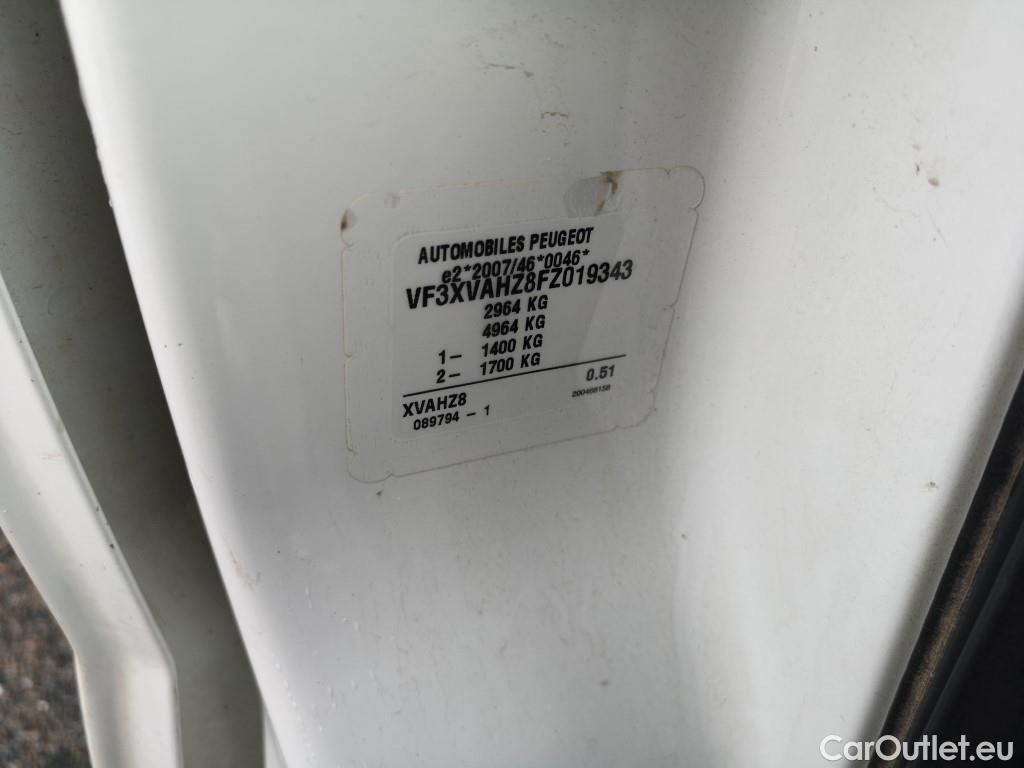 AUTOMOBILES PEUGEOT
e2*2007/46*0046*
VF3XVAHZ8FZ019343
2964 KG
4964 KG
1– 1400 KG
2– 1700 KG
XVAHZ8 0.51
089794 – 1 200468158
CarOutlet.eu